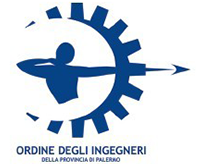 ORDINE DEGLI INGEGNERI
DELLA PROVINCIA DI PALERMO